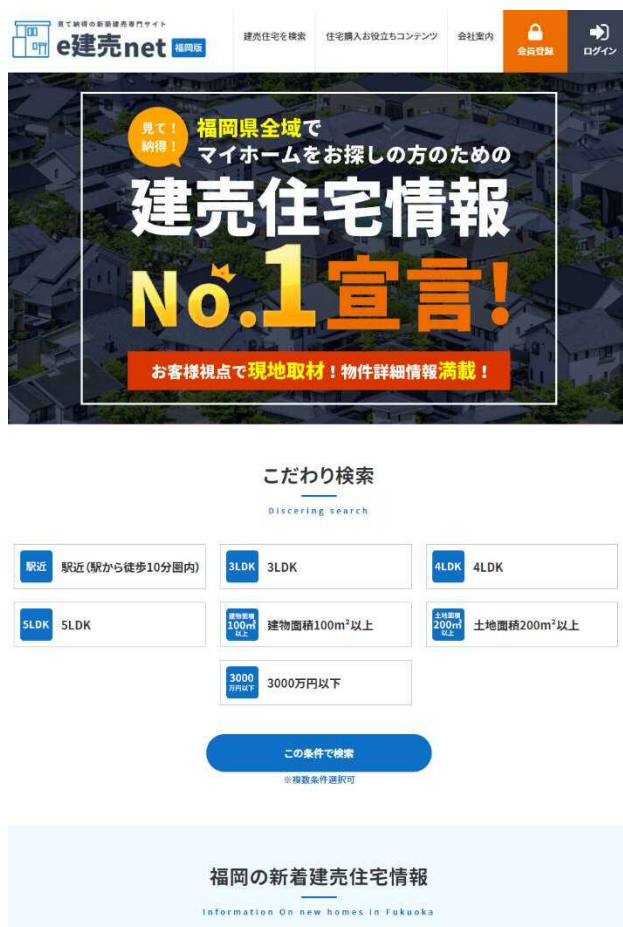 見て納得の新築建売専門サイト
e建売net 福岡版
建売住宅を検索
住宅購入お役立ちコンテンツ
会社案内
会員登録
ログイン
見て!
納得!
福岡県全域で
マイホームをお探しの方のための
建売住宅情報
No.1宣言!
お客様視点で現地取材!物件詳細情報満載!
こだわり検索
Discering search
駅近 駅近(駅から徒歩10分圏内)
3LDK 3LDK
4LDK 4LDK
5LDK 5LDK
建物面積
100㎡
以上
建物面積100m²以上
土地面積
200㎡
以上
土地面積200m²以上
3000
万円以下
3000万円以下
この条件で検索
※複数条件選択可
福岡の新着建売住宅情報
Information On new homes in Fukuoka